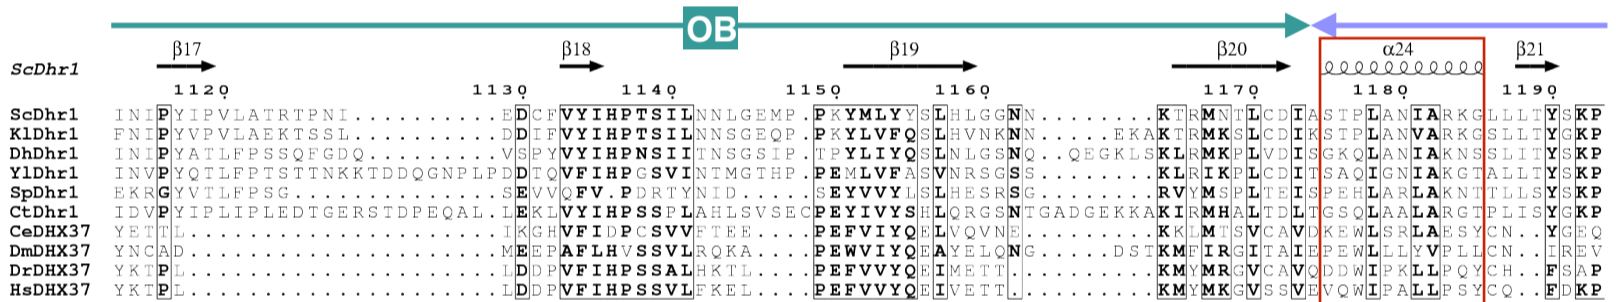 OB
β17 β18 β19 β20 α24 β21
ScDhr1
1120 1130 1140 1150 1160 1170 1180 1190
ScDhr1 INIPYIPVLATRTPNI..........EDCFVYIHPTSILNNLGEMP.PKYMLYYSLHLGGNN........KTRMNTLCDIASTPLANIARKGLLLTYSKP
KlDhr1 FNIPYVPVLAEKTSSL..........DDIFVYIHPTSILNNSGEQP.PKYLVFQSLHVNKNN.....EKAKTRMKSLCDIKSTPLANVARKGLLLTYGKP
DhDhr1 INIPYATLFPSSQFGDQ.........VSPYVYIHPNSIITNSGSIP.TPYLIYQSLNLGSNQ..QEGKLSKLRMKPLVDISGKQLANIAKNSSLITYSKP
YlDhr1 INVPYQTLFPTSTTNKKTDDQGNPLPDDTQVFIHPGSVINTMGTHP.PEMLVFASVNRSGSS........KLRIKPLCDITSAQIGNIAKGTALLTYSKP
SpDhr1 EKRGYVTLFPSG..............SEVVQFV.PDRTYNID.....SEYVVYLSLHESRSG........RVYMSPLTEISPEHLARLAKNTTLLSYSKP
CtDhr1 IDVPYIPLIPLEDTGERSTDPEQAL.LEKLVYIHPSSPLAHLSVSECPEYIVYSHLQRGSNTGADGEKKAKIRMHALTDLTGSQLAALARGTPLISYGKP
CeDHX37 YETTL.....................IKGHVFIDPCSVVFTEE....PEFVIYQELVQVNE.........KKLMTSVCAVDKEWLSRLAESYCN..YGEQ
DmDHX37 YNCAD.....................MEEPAFLHVSSVLRQKA....PEWVIYQEAYELQNG.....DSTKMFIRGITAIEPEWLLIYVPLLCN..IREV
DrDHX37 YKTPL.....................LDDPVFIHPSSALHKTL....PEFVVYQEIMETT..........KMYMRGVCAVQDDWIPKLLPQYCH..FSAP
HsDHX37 YKTPL.....................LDDPVFIHPSSVLFKEL....PEFVVYQEIVETT..........KMYMKGVSSVEVQWIPALLPSYCQ..FDKP